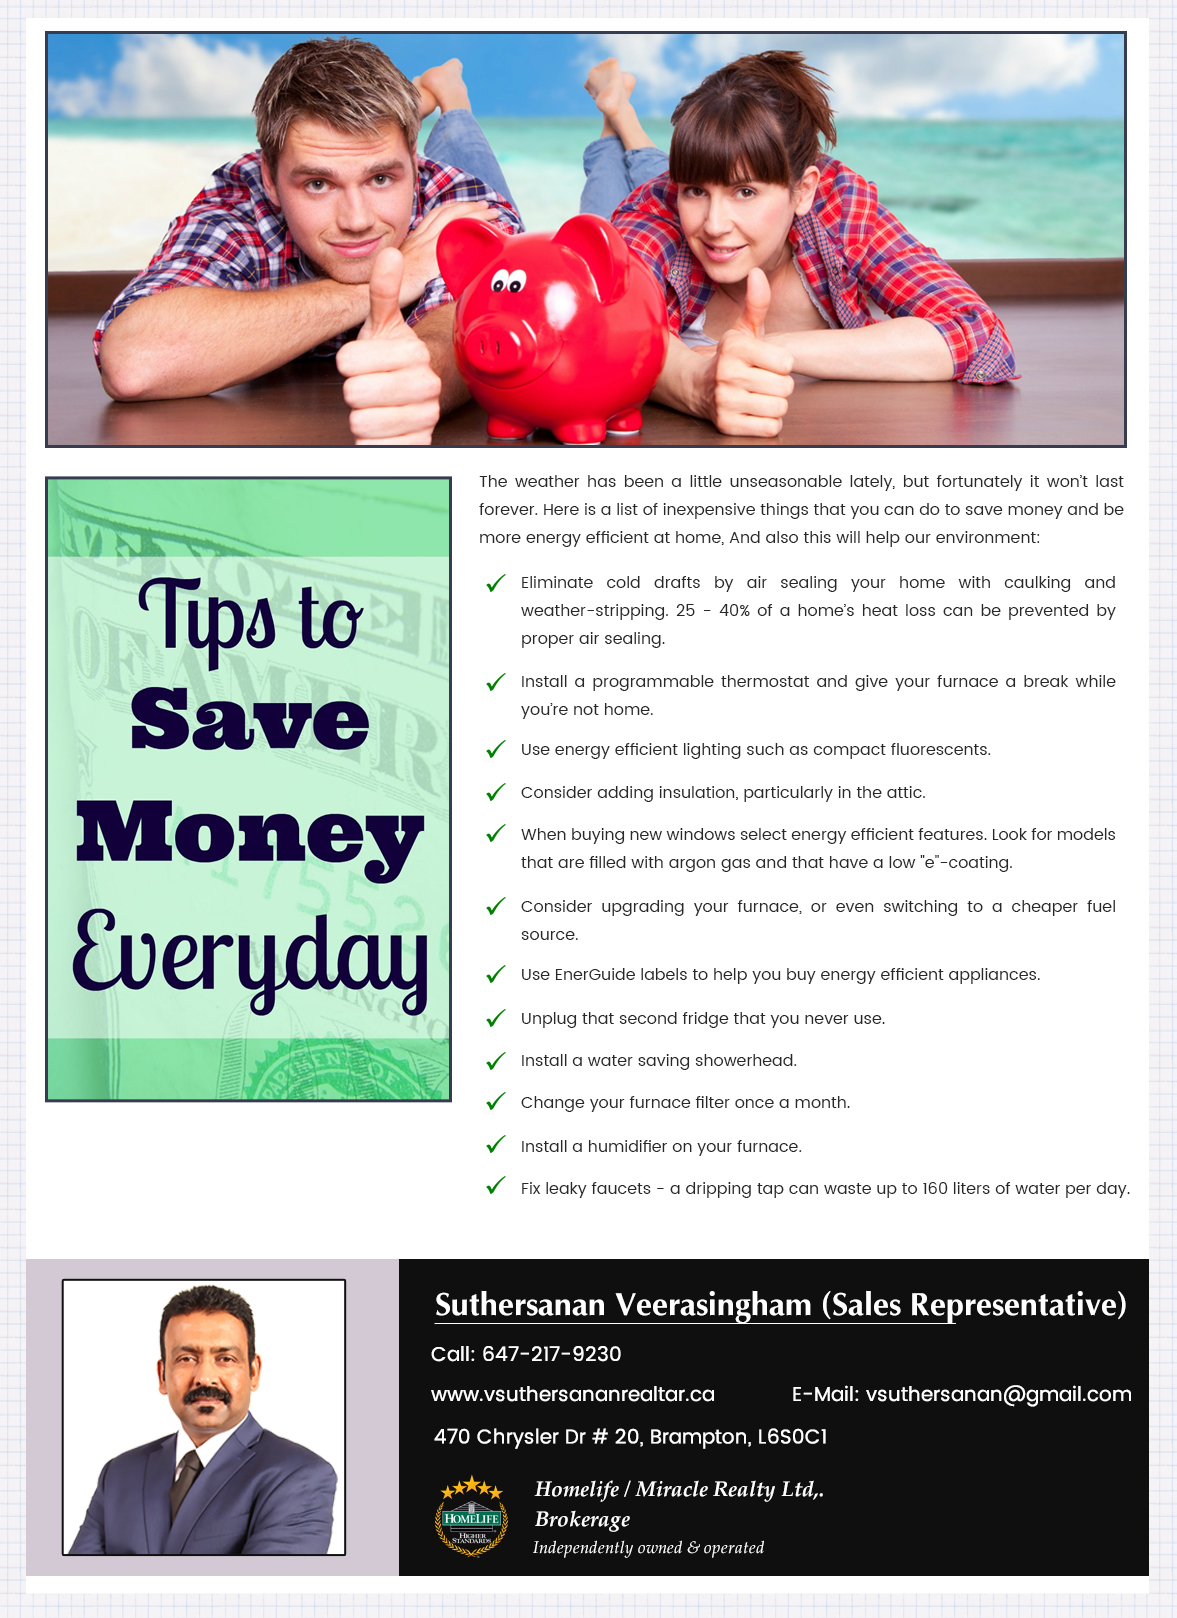 Tips to
Save
Money
Everyday
The weather has been a little unseasonable lately, but fortunately it won't last
forever. Here is a list of inexpensive things that you can do to save money and be
more energy efficient at home, And also this will help our environment:
Eliminate cold drafts by air sealing your home with caulking and
weather-stripping. 25 - 40% of a home's heat loss can be prevented by
proper air sealing.
Install a programmable thermostat and give your furnace a break while
you're not home.
Use energy efficient lighting such as compact fluorescents.
Consider adding insulation, particularly in the attic.
When buying new windows select energy efficient features. Look for models
that are filled with argon gas and that have a low "e"-coating.
Consider upgrading your furnace, or even switching to a cheaper fuel
source.
Use EnerGuide labels to help you buy energy efficient appliances.
Unplug that second fridge that you never use.
Install a water saving showerhead.
Change your furnace filter once a month.
Install a humidifier on your furnace.
Fix leaky faucets - a dripping tap can waste up to 160 liters of water per day.
Suthersanan Veerasingham (Sales Representative)
Call: 647-217-9230
www.vsuthersananrealtar.ca E-Mail: vsuthersanan@gmail.com
470 Chrysler Dr # 20, Brampton, L6S0C1
HOMELIFE
HIGHER
STANDARDS
Homelife / Miracle Realty Ltd,.
Brokerage
Independently owned & operated